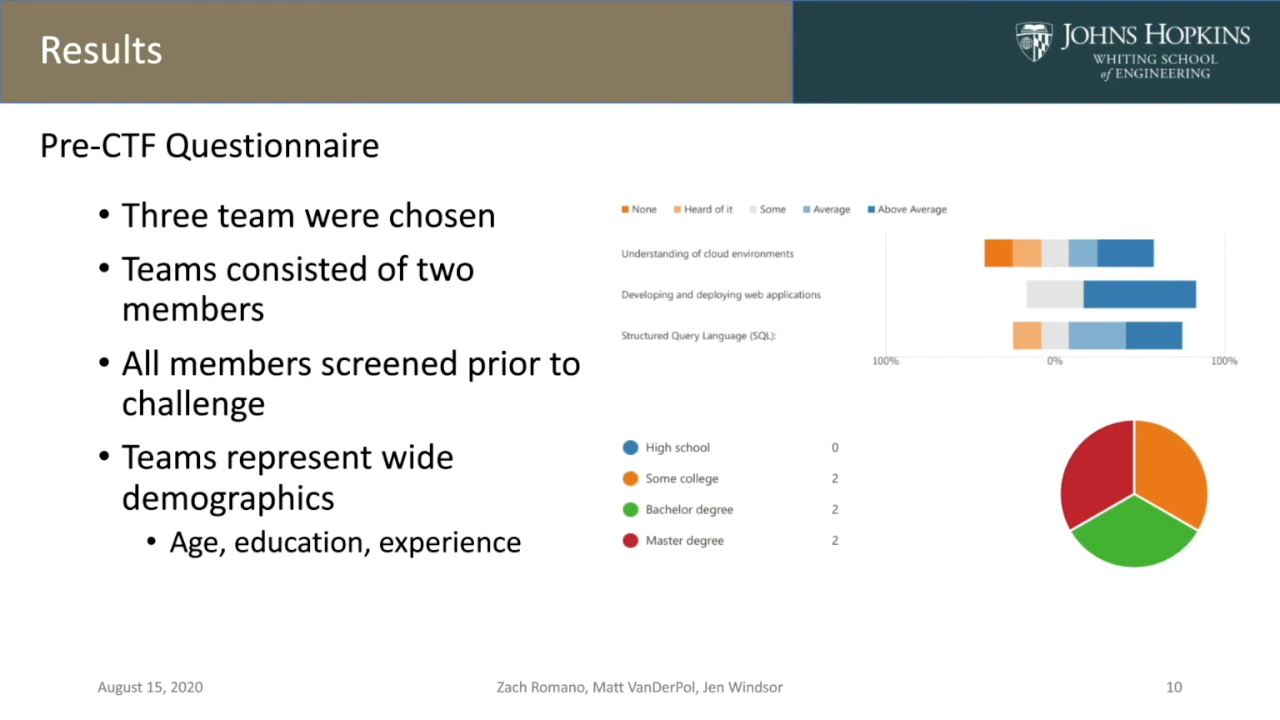 Results
JOHNS HOPKINS
WHITING SCHOOL
of ENGINEERING
Pre-CTF Questionnaire
• Three team were chosen
• Teams consisted of two
members
• All members screened prior to
challenge
• Teams represent wide
demographics
• Age, education, experience
None Heard of it Some Average Above Average
Understanding of cloud environments
Developing and deploying web applications
Structured Query Language (SQL):
100% 0% 100%
High school 0
Some college 2
Bachelor degree 2
Master degree 2
August 15, 2020 Zach Romano, Matt VanDerPol, Jen Windsor 10